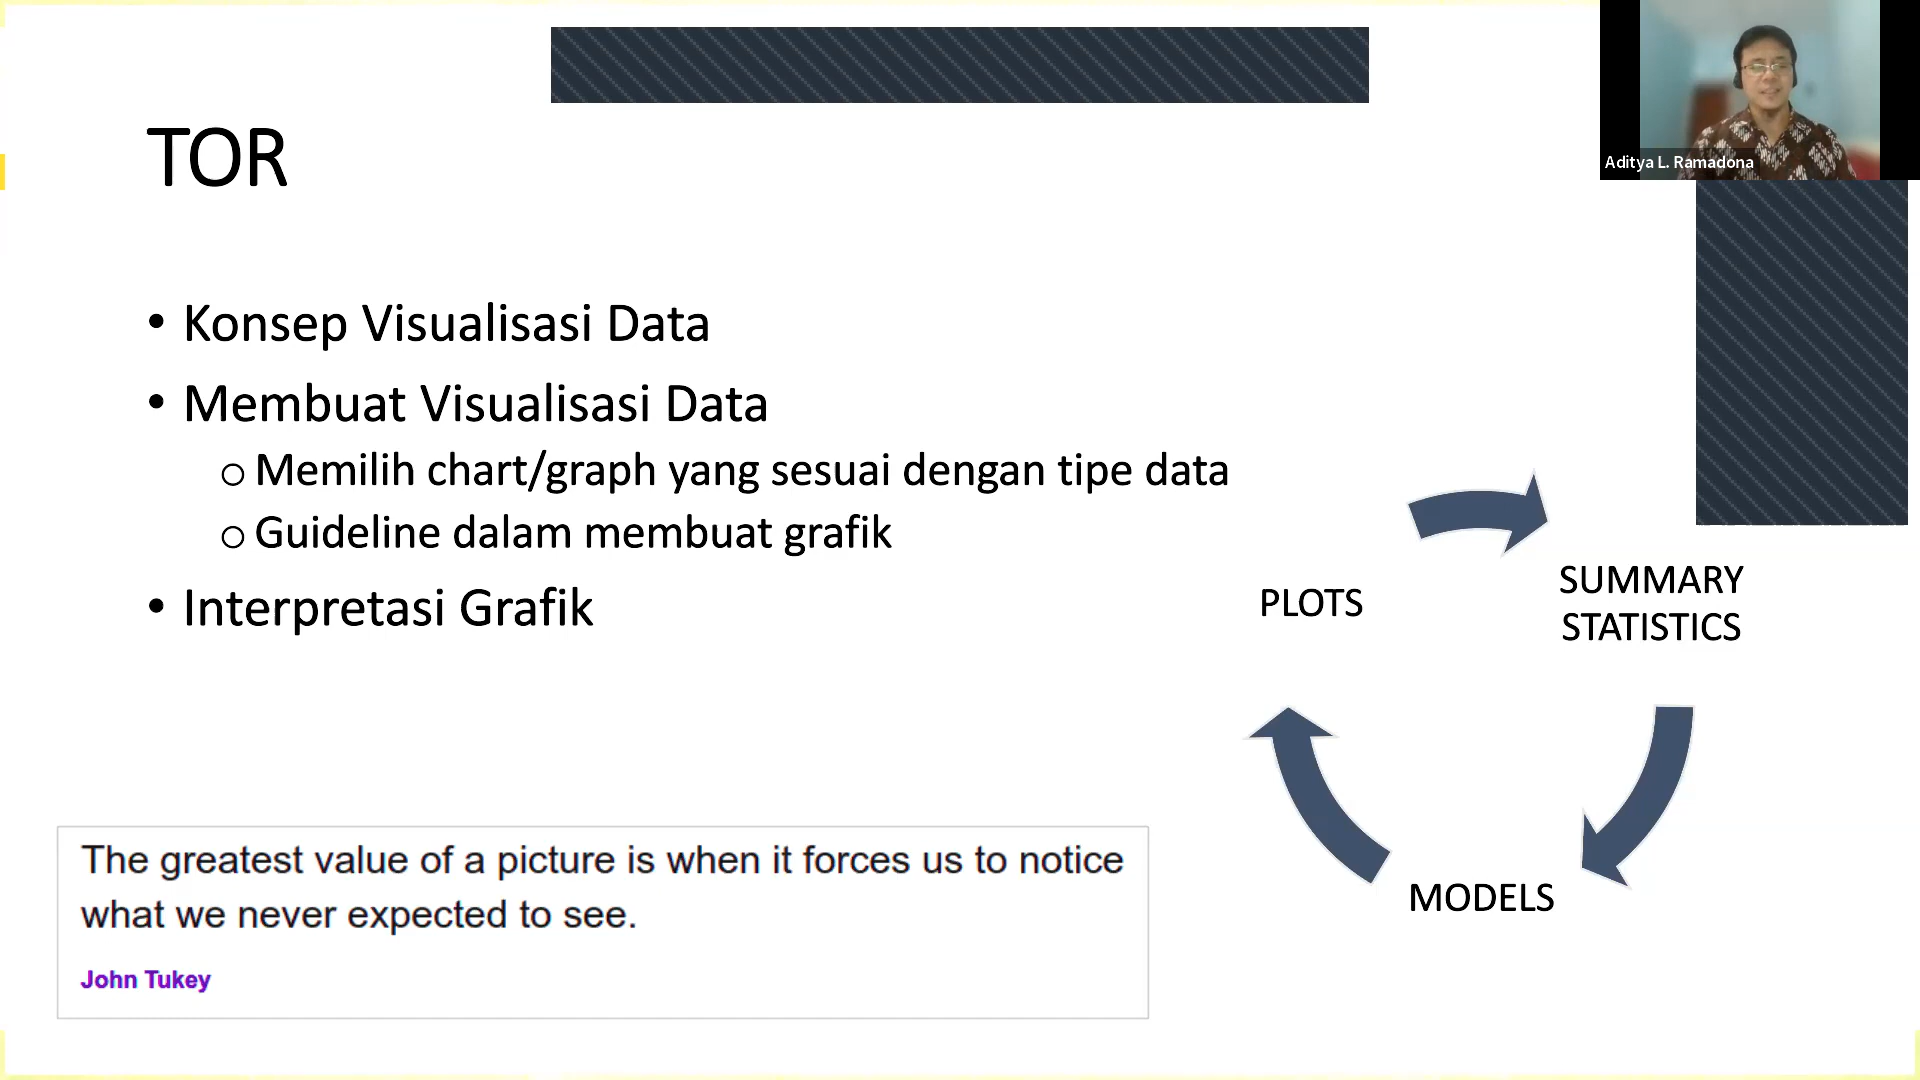 TOR
Aditya L. Ramadona
• Konsep Visualisasi Data
• Membuat Visualisasi Data
o Memilih chart/graph yang sesuai dengan tipe data
o Guideline dalam membuat grafik
• Interpretasi Grafik
PLOTS
SUMMARY
STATISTICS
MODELS
The greatest value of a picture is when it forces us to notice
what we never expected to see.
John Tukey